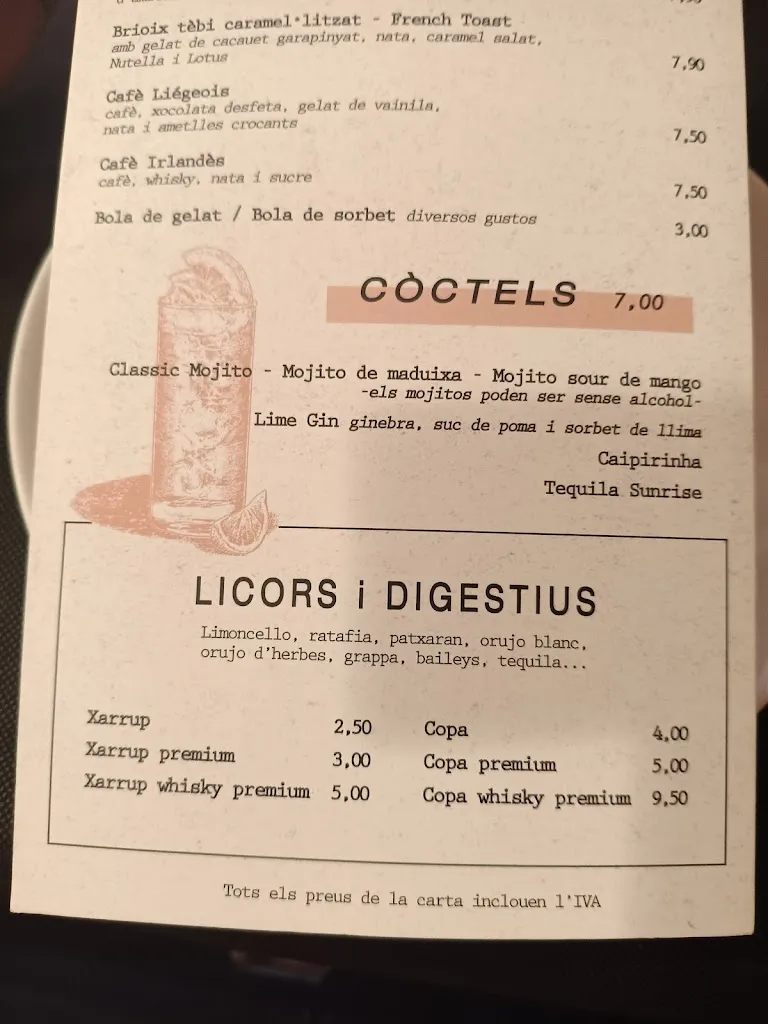 Brioix tèbi caramel·litzat - French Toast
amb gelat de cacauet garapinyat, nata, caramel salat,
Nutella i Lotus
7,90
Cafè Liégeois
cafè, xocolata desfeta, gelat de vainila,
nata i ametlles crocants
7,50
Cafè Irlandès
cafè, whisky, nata i sucre
7,50
Bola de gelat / Bola de sorbet diversos gustos
3,00
CÒCTELS 7,00
Classic Mojito - Mojito de maduixa - Mojito sour de mango
-els mojitos poden ser sense alcohol-
Lime Gin ginebra, suc de poma i sorbet de llima
Caipirinha
Tequila Sunrise
LICORS i DIGESTIUS
Limoncello, ratafia, patxaran, orujo blanc,
orujo d'herbes, grappa, baileys, tequila...
Xarrup 2,50 Copa 4,00
Xarrup premium 3,00 Copa premium 5,00
Xarrup whisky premium 5,00 Copa whisky premium 9,50
Tots els preus de la carta inclouen l'IVA